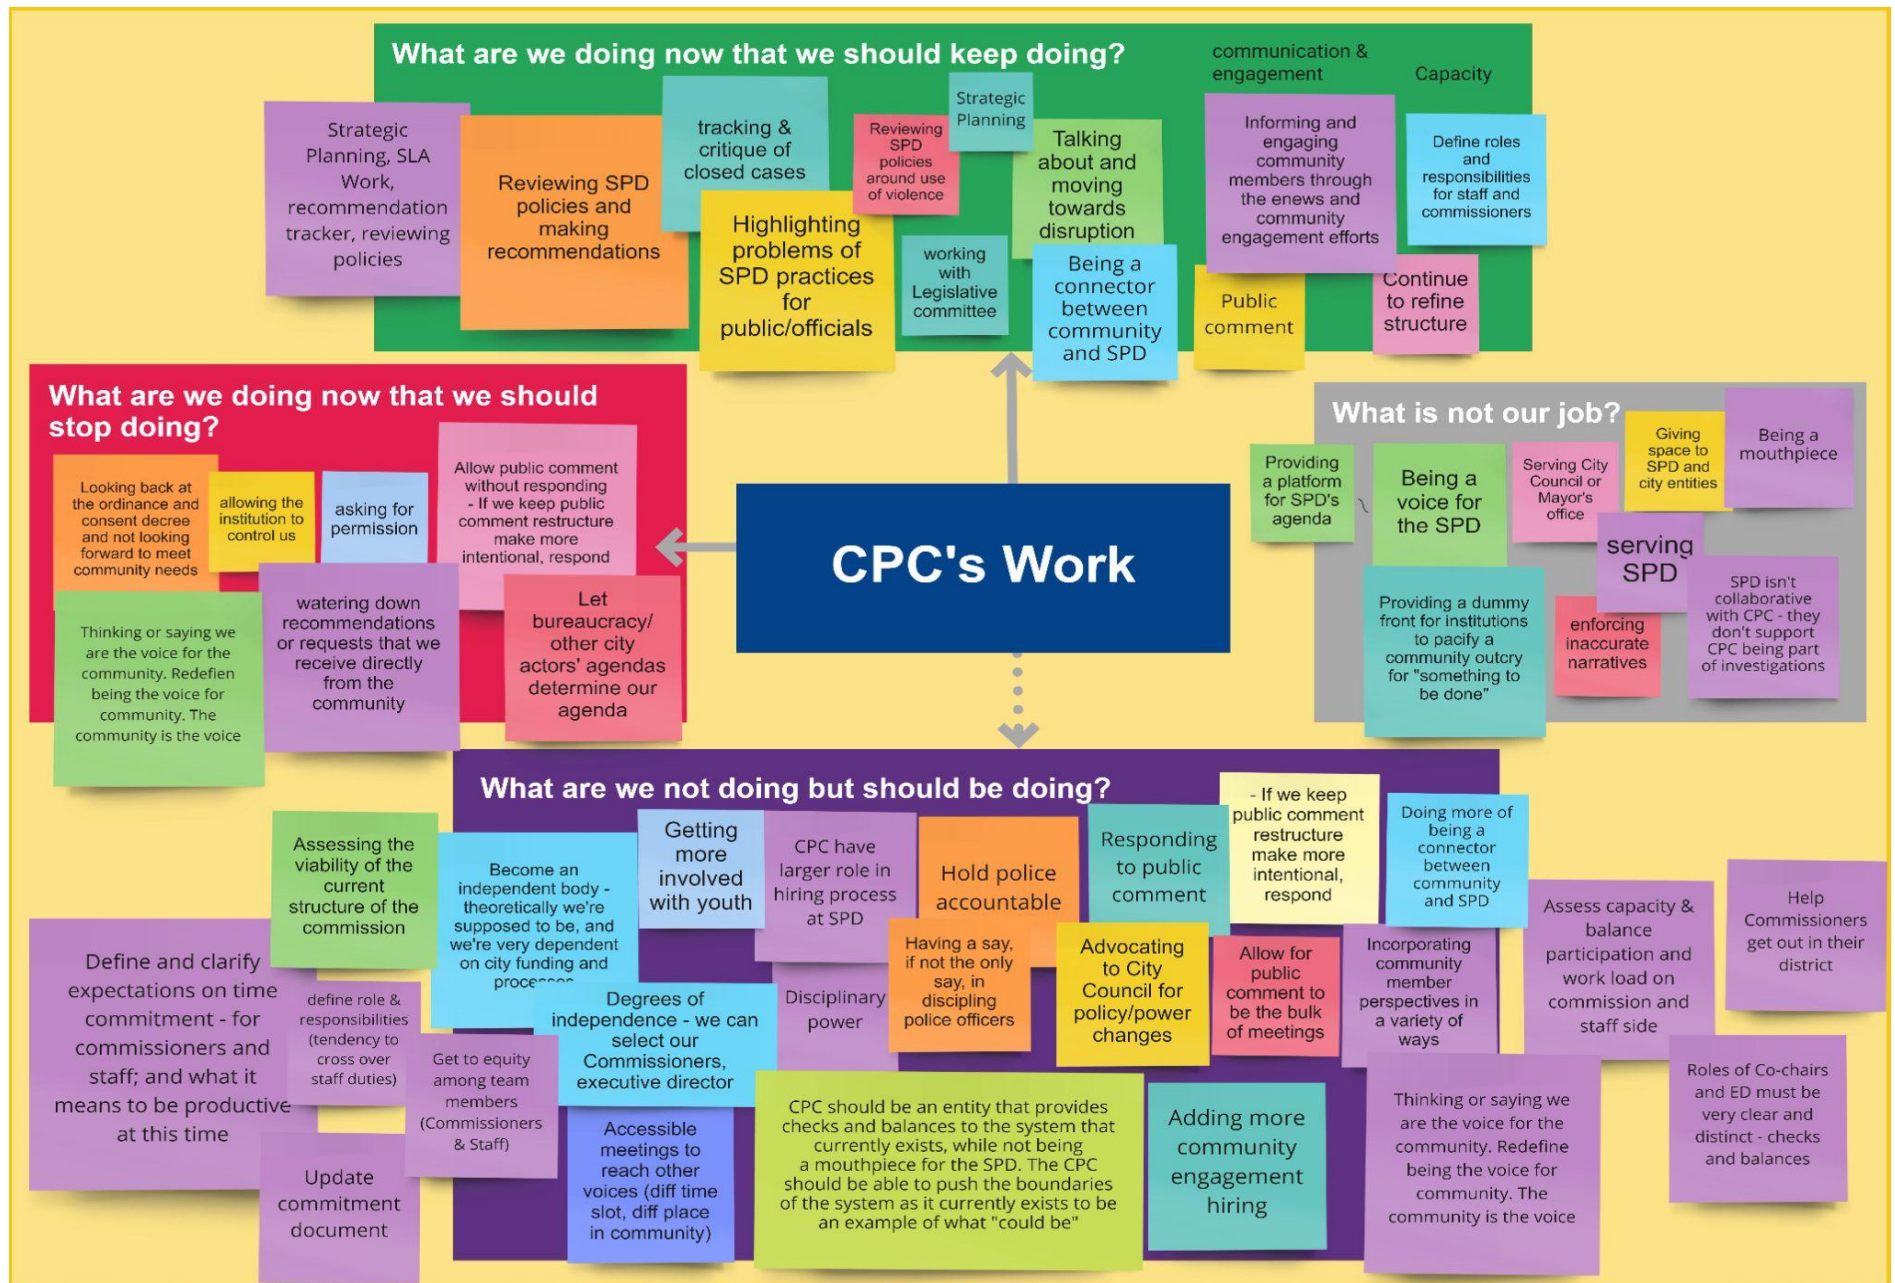 What are we doing now that we should keep doing?
communication &
engagement
Capacity
Strategic
Planning, SLA
Work,
recommendation
tracker, reviewing
policies
Reviewing SPD
policies and
making
recommendations
tracking &
critique of
closed cases
Highlighting
problems of
SPD practices
for
public/officials
Reviewing
SPD
policies
around use
of violence
Strategic
Planning
working
with
Legislative
committee
Talking
about and
moving
towards
disruption
Being a
connector
between
community
and SPD
Informing and
engaging
community
members through
the enews and
community
engagement efforts
Public
comment
Define roles
and
responsibilities
for staff and
commissioners
Continue
to refine
structure
What are we doing now that we should
stop doing?
Looking back at
the ordinance and
consent decree
and not looking
forward to meet
community needs
allowing the
institution to
control us
asking for
permission
Allow public comment
without responding
- If we keep public
comment restructure
make more
intentional, respond
Thinking or saying we
are the voice for the
community. Redefien
being the voice for
community. The
community is the voice
watering down
recommendations
or requests that we
receive directly
from the
community
Let
bureaucracy/
other city
actors' agendas
determine our
agenda
CPC's Work
What is not our job?
Providing
a platform
for SPD's
agenda
Being a
voice for
the SPD
Serving City
Council or
Mayor's
office
Giving
space to
SPD and
city entities
Being a
mouthpiece
serving
SPD
Providing a dummy
front for institutions
to pacify a
community outcry
for "something to
be done"
enforcing
inaccurate
narratives
SPD isn't
collaborative
with CPC - they
don't support
CPC being part
of investigations
What are we not doing but should be doing?
Assessing the
viability of the
current
structure of the
commission
Become an
independent body -
theoretically we're
supposed to be, and
we're very dependent
on city funding and
Getting
more
involved
with youth
CPC have
larger role in
hiring process
at SPD
Hold police
accountable
Responding
to public
comment
- If we keep
public comment
restructure
make more
intentional,
respond
Doing more of
being a
connector
between
community
and SPD
Assess capacity &
balance
participation and
work load on
commission and
staff side
Help
Commissioners
get out in their
district
Define and clarify
expectations on time
commitment - for
commissioners and
staff; and what it
means to be productive
at this time
define role &
responsibilities
(tendency to
cross over
staff duties)
Get to equity
among team
members
(Commissioners
& Staff)
Degrees of
independence - we can
select our
Commissioners,
executive director
Disciplinary
power
Having a say,
if not the only
say, in
discipling
police officers
Advocating
to City
Council for
policy/power
changes
Allow for
public
comment to
be the bulk
of meetings
Incorporating
community
member
perspectives in
a variety of
ways
Roles of Co-chairs
and ED must be
very clear and
distinct - checks
and balances
Update
commitment
document
Accessible
meetings to
reach other
voices (diff time
slot, diff place
in community)
CPC should be an entity that provides
checks and balances to the system that
currently exists, while not being
a mouthpiece for the SPD. The CPC
should be able to push the boundaries
of the system as it currently exists to be
an example of what "could be"
Adding more
community
engagement
hiring
Thinking or saying we
are the voice for the
community. Redefine
being the voice for
community. The
community is the voice